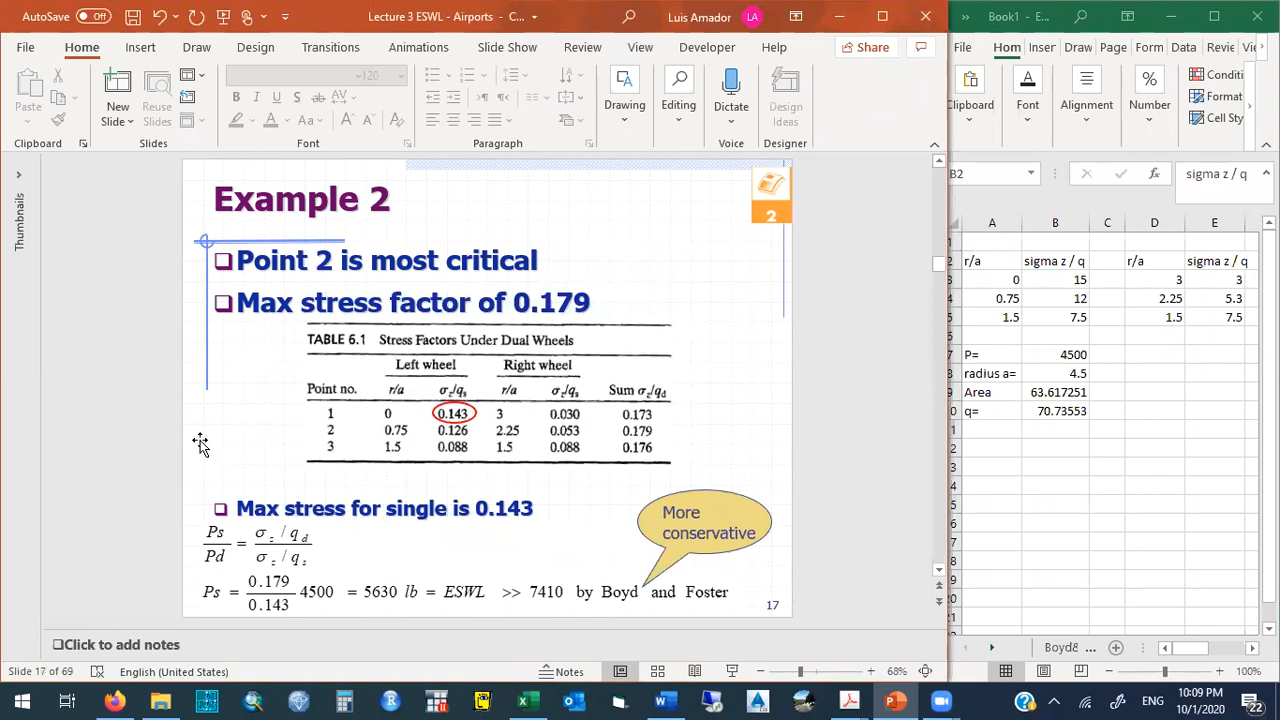 AutoSave Off Lecture 3 ESWL - Airports - C... Luis Amador LA
File Home Insert Draw Design Transitions Animations Slide Show Review View Developer Help Share
Paste New Slide Reuse Slides 120 Drawing Editing Dictate Design Ideas
Clipboard Slides Font Paragraph Voice Designer
Thumbnails
Example 2
2
Point 2 is most critical
Max stress factor of 0.179
TABLE 6.1 Stress Factors Under Dual Wheels
Left wheel Right wheel
Point no. r/a σz/qs r/a σz/qs Sum σz/qd
1 0 0.143 3 0.030 0.173
2 0.75 0.126 2.25 0.053 0.179
3 1.5 0.088 1.5 0.088 0.176
Max stress for single is 0.143
More
conservative
Ps/Pd = σz/qd / σz/qs
Ps = 0.179/0.143 4500 = 5630 lb = ESWL >> 7410 by Boyd and Foster
17
Click to add notes
Slide 17 of 69 English (United States) Notes 68%
Book1 - E...
File Hom Inser Draw Page Form Data Revie Vie
Clipboard Font Alignment Number Conditi
Format
Cell Sty
B2 fx sigma z / q
A B C D E
r/a sigma z / q r/a sigma z / q
0 15 3 3
0.75 12 2.25 5.3
1.5 7.5 1.5 7.5
P= 4500
radius a= 4.5
Area 63.617251
q= 70.73553
Boyd8 ...
100%
ENG 10:09 PM
10/1/2020
22